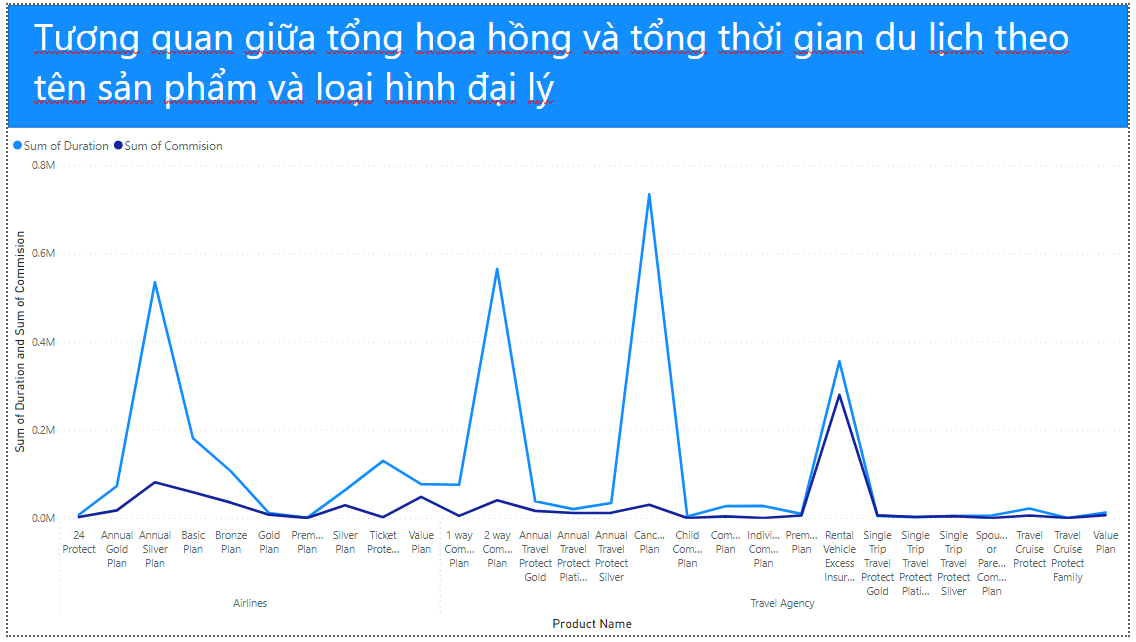 Tương quan giữa tổng hoa hồng và tổng thời gian du lịch theo
tên sản phẩm và loại hình đại lý
Sum of Duration Sum of Commision
0.8M
0.6M
0.4M
0.2M
0.0M
Sum of Duration and Sum of Commision
24
Protect
Annual
Gold
Plan
Annual
Silver
Plan
Basic
Plan
Bronze
Plan
Gold
Plan
Prem...
Plan
Silver
Plan
Ticket
Prote...
Value
Plan
1 way
Com...
Plan
2 way
Com...
Plan
Annual
Travel
Protect
Gold
Annual
Travel
Protect
Plati...
Annual
Travel
Protect
Silver
Canc...
Plan
Child
Com...
Plan
Com...
Plan
Indivi...
Com...
Plan
Prem...
Plan
Rental
Vehicle
Excess
Insur...
Single
Trip
Travel
Protect
Gold
Single
Trip
Travel
Protect
Plati...
Single
Trip
Travel
Protect
Silver
Spou...
or
Pare...
Com...
Plan
Travel
Cruise
Protect
Travel
Cruise
Protect
Family
Value
Plan
Airlines
Travel Agency
Product Name